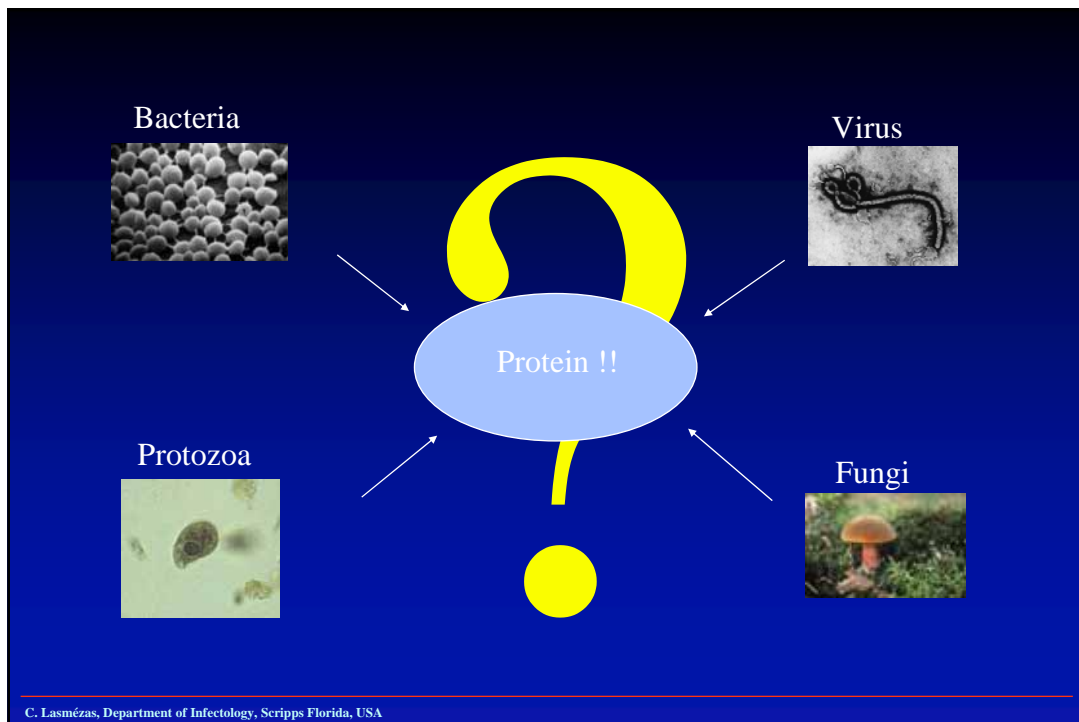 Bacteria
Virus
Protein !!
Protozoa
Fungi
C. Lasmézas, Department of Infectology, Scripps Florida, USA